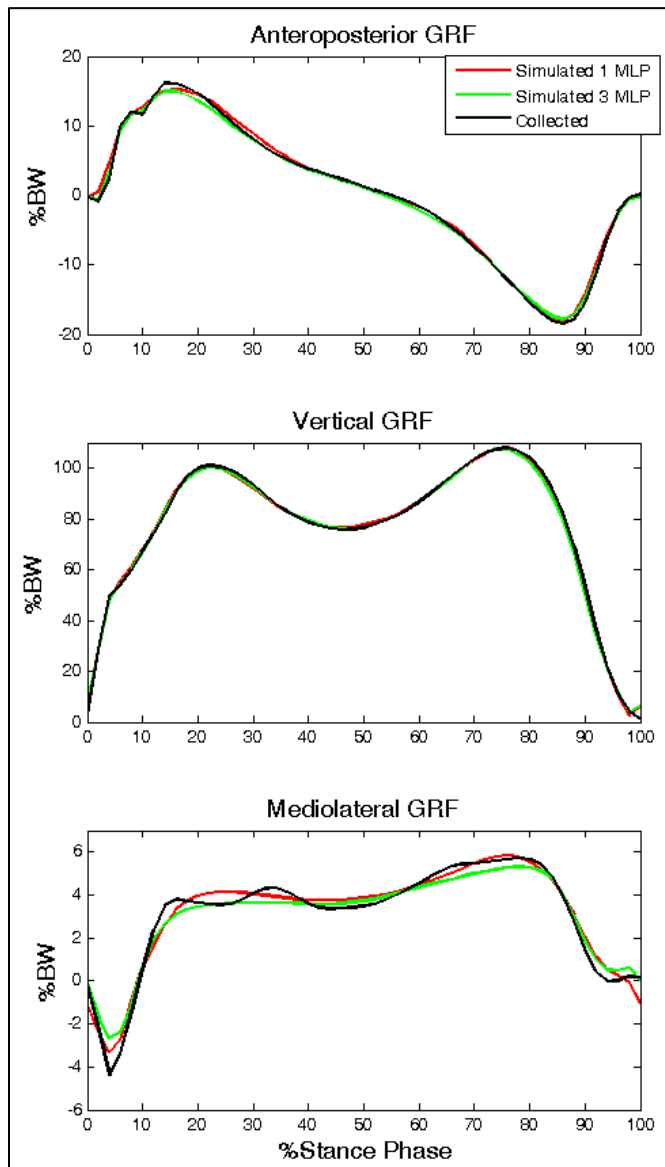 Anteroposterior GRF
Simulated 1 MLP
Simulated 3 MLP
Collected
%BW
20
10
0
-10
-20
0 10 20 30 40 50 60 70 80 90 100
Vertical GRF
%BW
100
80
60
40
20
0
0 10 20 30 40 50 60 70 80 90 100
Mediolateral GRF
%BW
6
4
2
0
-2
-4
-6
0 10 20 30 40 50 60 70 80 90 100
%Stance Phase